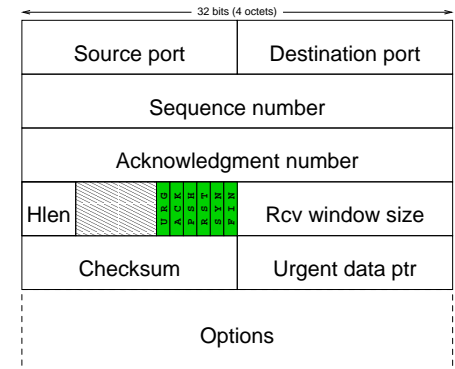 32 bits (4 octets)
Source port Destination port
Sequence number
Acknowledgment number
Hlen URG ACK PSH RST SYN FIN Rcv window size
Checksum Urgent data ptr
Options